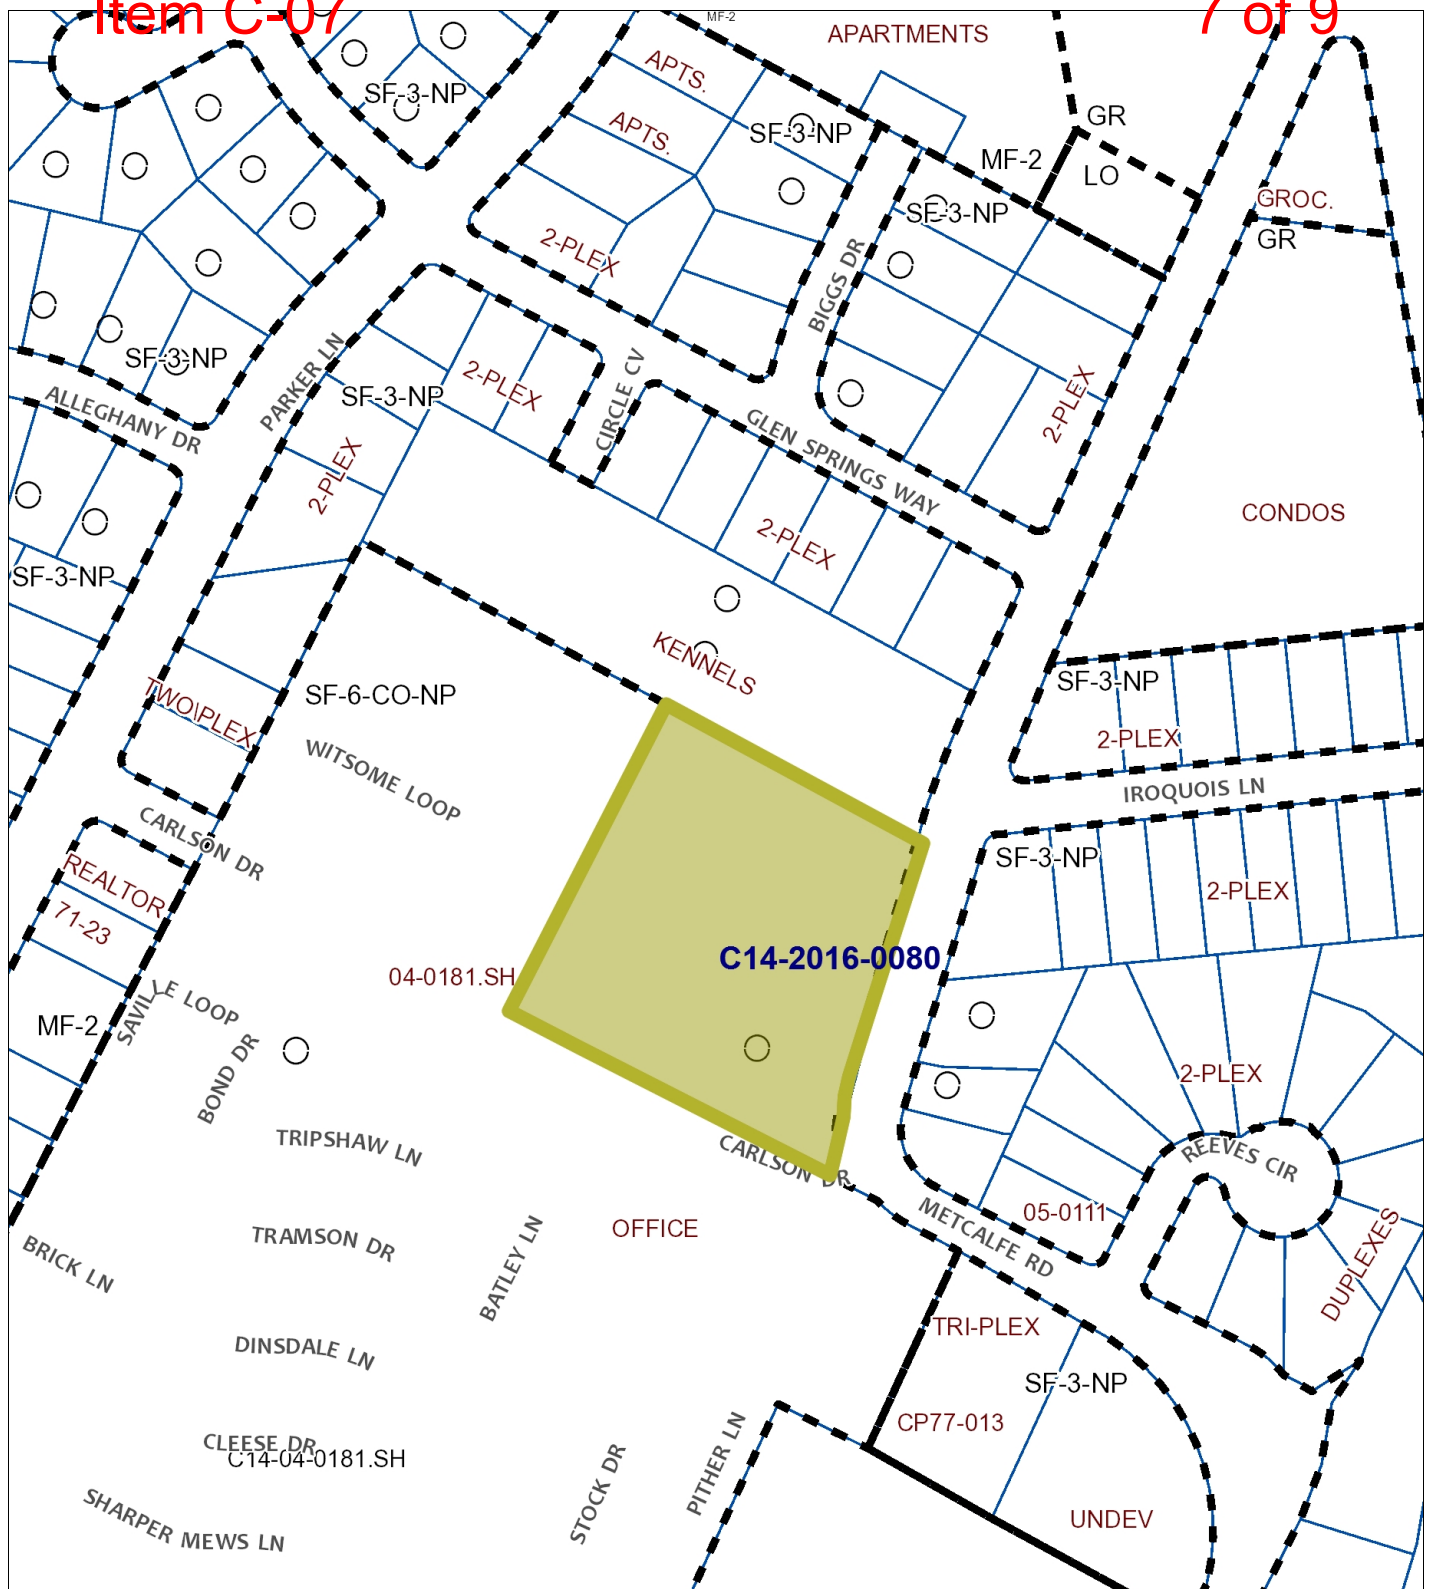 Item C-07
7 of 9
MF-2
APARTMENTS
APTS.
SF-3-NP
APTS.
SF-3-NP
GR
MF-2
LO
GROC.
SF-3-NP
GR
2-PLEX
BIGGS DR
SF-3-NP
PARKER LN
2-PLEX
SF-3-NP
CIRCLE CV
2-PLEX
ALLEGHANY DR
GLEN SPRINGS WAY
2-PLEX
CONDOS
2-PLEX
SF-3-NP
KENNELS
SF-3-NP
SF-6-CO-NP
TWO\PLEX
2-PLEX
WITSOME LOOP
IROQUOIS LN
CARLSON DR
SF-3-NP
REALTOR
2-PLEX
71-23
C14-2016-0080
04-0181.SH
SAVILLE LOOP
MF-2
BOND DR
2-PLEX
TRIPSHAW LN
CARLSON DR
REEVES CIR
05-0111
OFFICE
METCALFE RD
TRAMSON DR
BATLEY LN
BRICK LN
DUPLEXES
TRI-PLEX
DINSDALE LN
SF-3-NP
CP77-013
CLEESE DR
C14-04-0181.SH
STOCK DR
PITHER LN
SHARPER MEWS LN
UNDEV